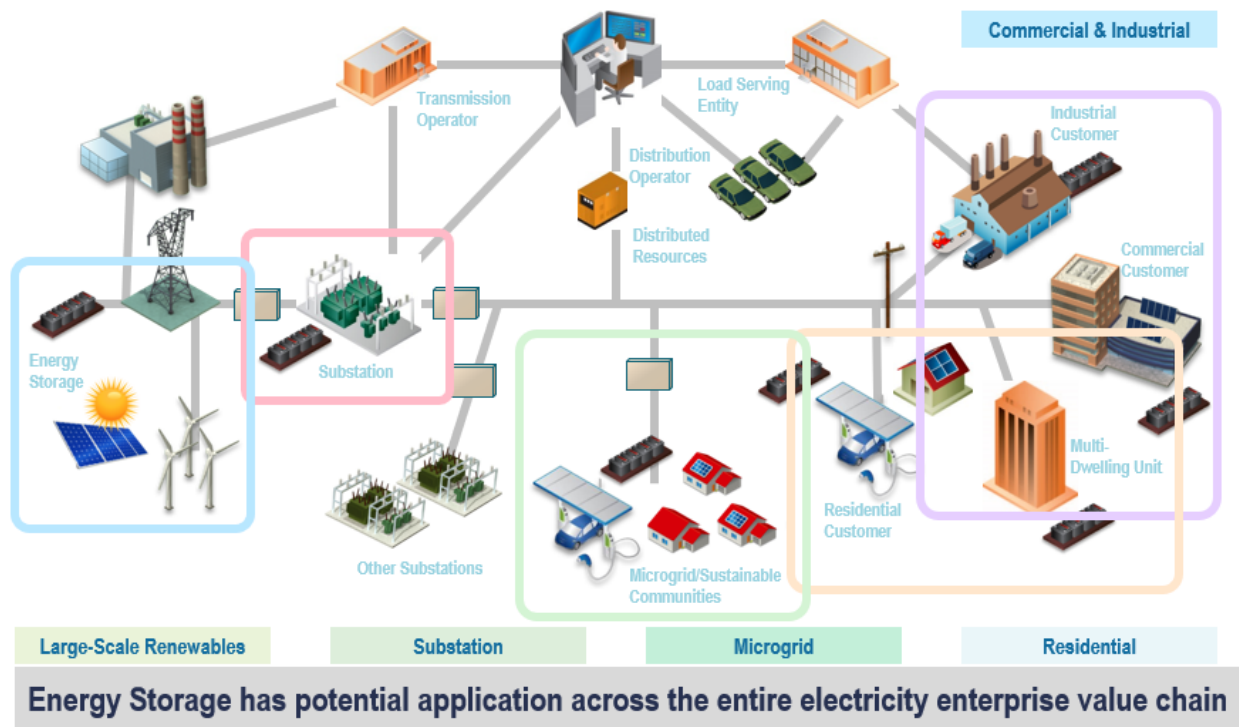 Commercial & Industrial
Transmission
Operator
Load Serving
Entity
Industrial
Customer
Distribution
Operator
Distributed
Resources
Commercial
Customer
Energy
Storage
Substation
Multi-
Dwelling Unit
Residential
Customer
Other Substations
Microgrid/Sustainable
Communities
Large-Scale Renewables
Substation
Microgrid
Residential
Energy Storage has potential application across the entire electricity enterprise value chain